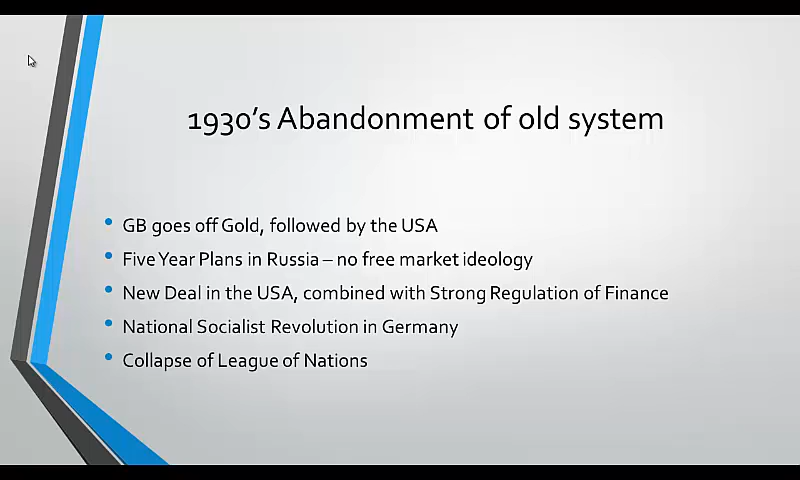 1930's Abandonment of old system
• GB goes off Gold, followed by the USA
• Five Year Plans in Russia – no free market ideology
• New Deal in the USA, combined with Strong Regulation of Finance
• National Socialist Revolution in Germany
• Collapse of League of Nations